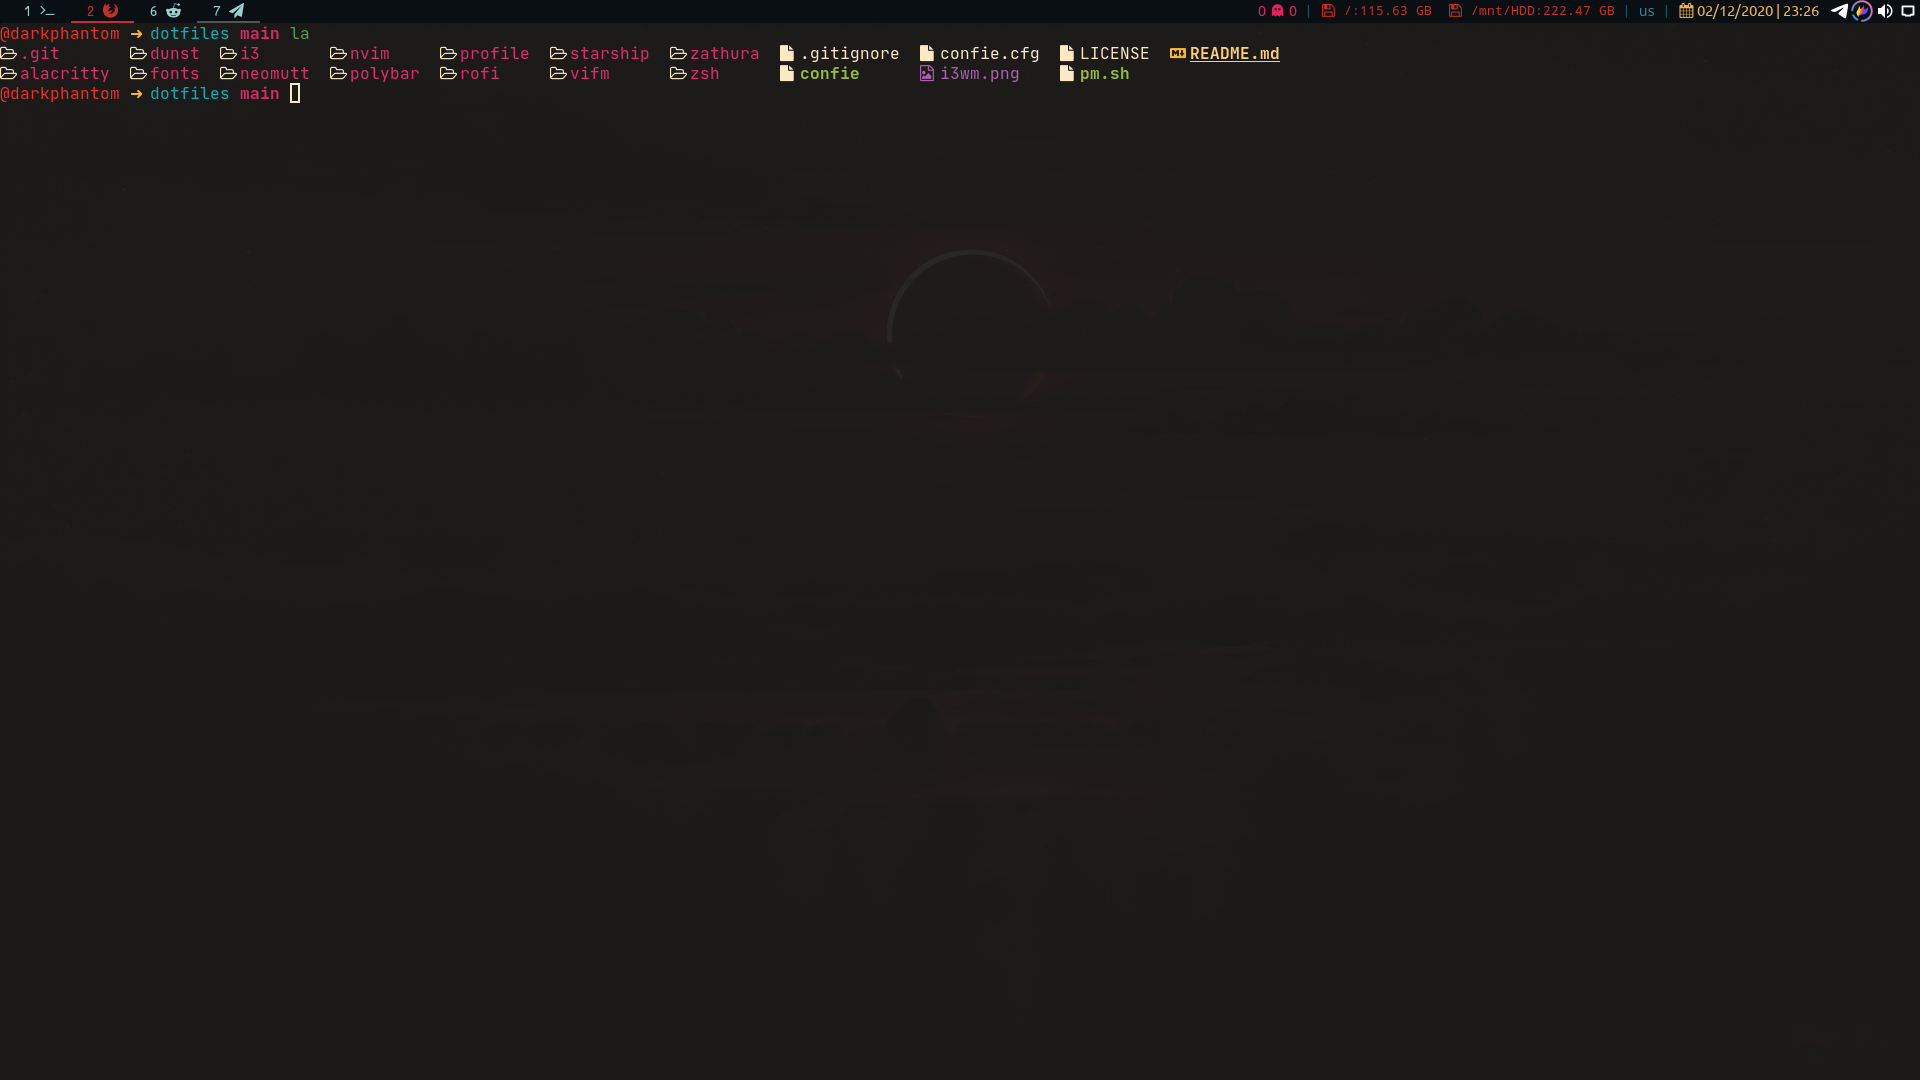 1 2 6 7 0 0 | /:115.63 GB /mnt/HDD:222.47 GB | us | 02/12/2020 | 23:26
@darkphantom → dotfiles main la
.git dunst i3 nvim profile starship zathura .gitignore confie.cfg LICENSE README.md
alacritty fonts neomutt polybar rofi vifm zsh confie i3wm.png pm.sh
@darkphantom → dotfiles main